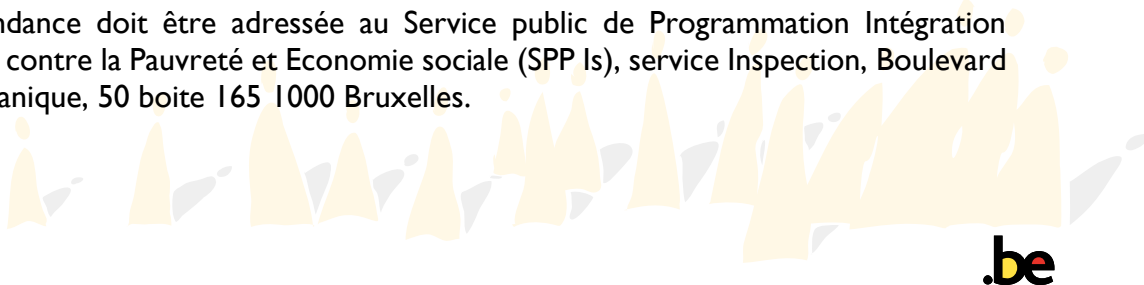 ndance doit être adressée au Service public de Programmation Intégration
contre la Pauvreté et Economie sociale (SPP Is), service Inspection, Boulevard
anique, 50 boite 165 1000 Bruxelles.
.be